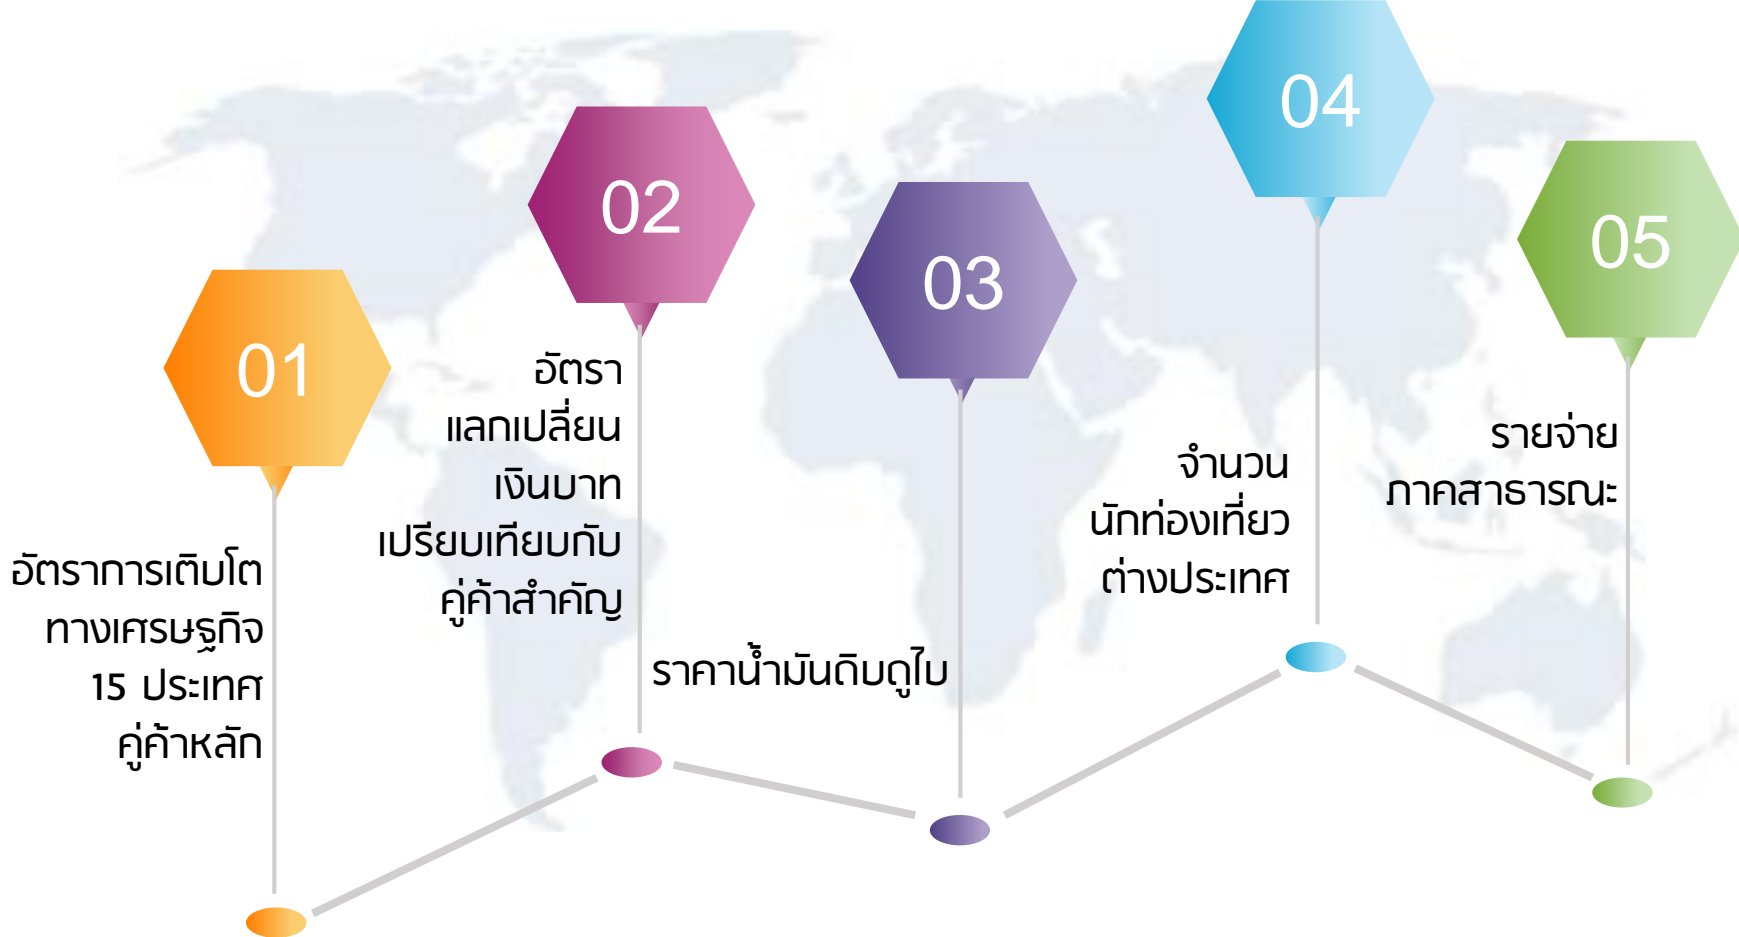 01
อัตราการเติบโต
ทางเศรษฐกิจ
15 ประเทศ
คู่ค้าหลัก
02
อัตรา
แลกเปลี่ยน
เงินบาท
เปรียบเทียบกับ
คู่ค้าสำคัญ
03
ราคาน้ำมันดิบดูไบ
04
จำนวน
นักท่องเที่ยว
ต่างประเทศ
05
รายจ่าย
ภาคสาธารณะ